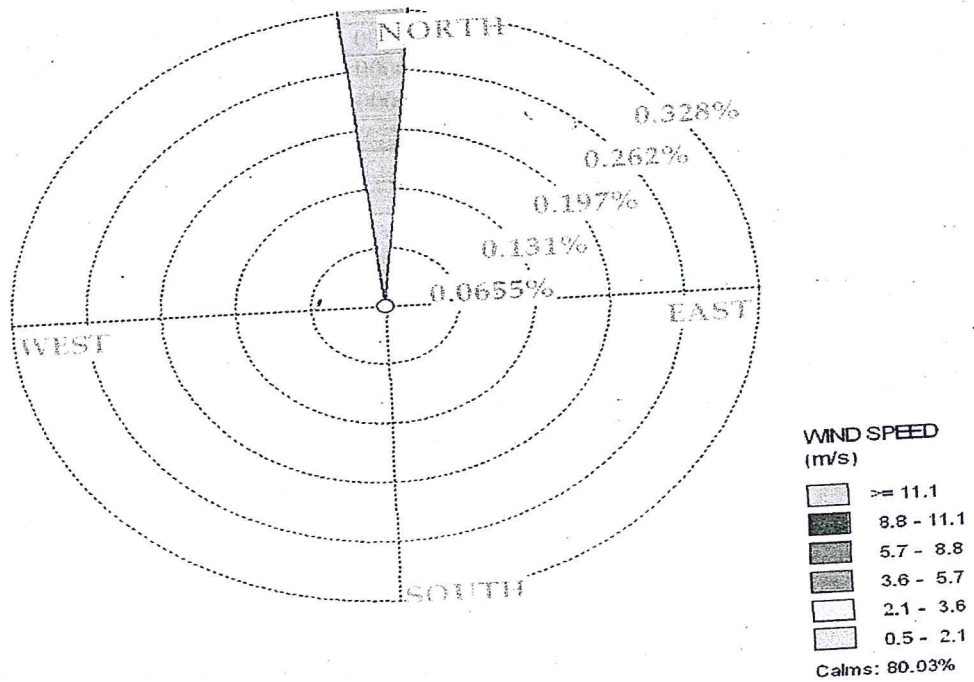 NORTH
0.328%
0.262%
0.197%
0.131%
0.0655%
EAST
WEST
SOUTH
WIND SPEED
(m/s)
>= 11.1
8.8 - 11.1
5.7 - 8.8
3.6 - 5.7
2.1 - 3.6
0.5 - 2.1
Calms: 80.03%